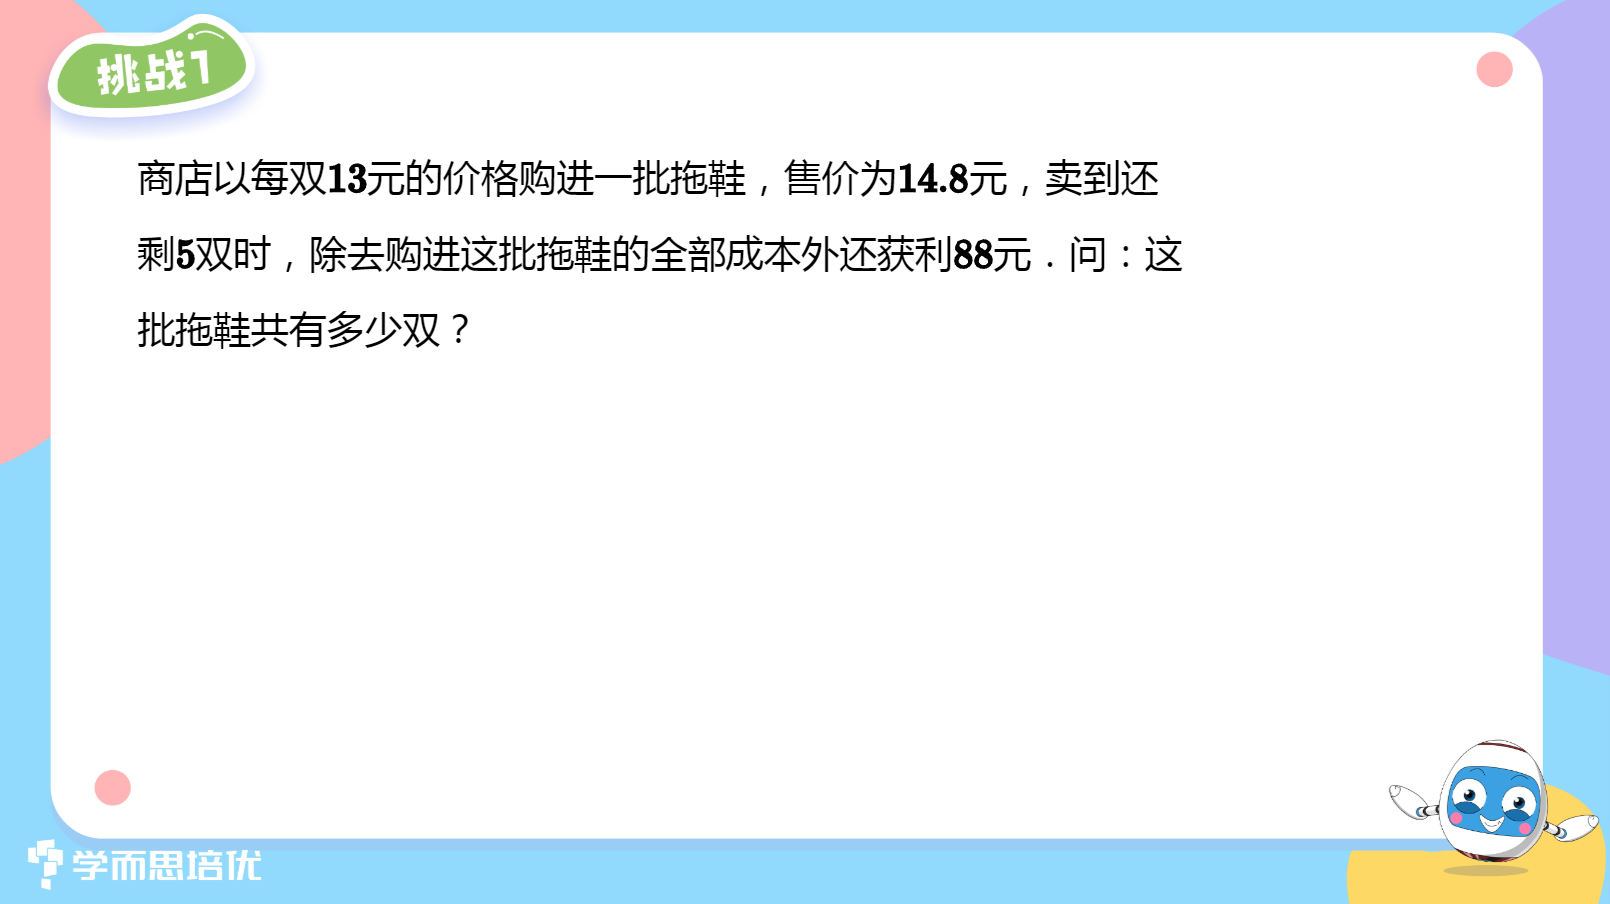 挑战1
商店以每双13元的价格购进一批拖鞋，售价为14.8元，卖到还
剩5双时，除去购进这批拖鞋的全部成本外还获利88元．问：这
批拖鞋共有多少双？
学而思培优